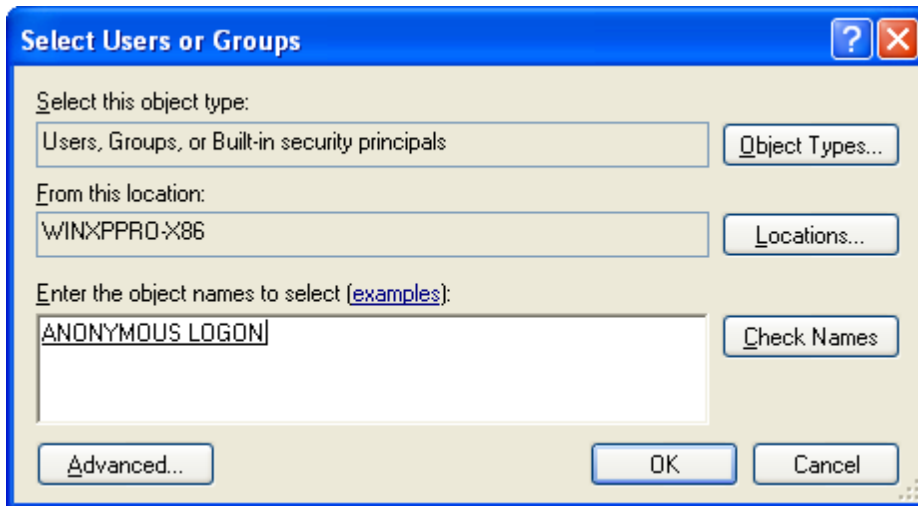 Select Users or Groups
Select this object type:
Users, Groups, or Built-in security principals
Object Types...
From this location:
WINXPPRO-X86
Locations...
Enter the object names to select (examples):
ANONYMOUS LOGON
Check Names
Advanced...
OK
Cancel